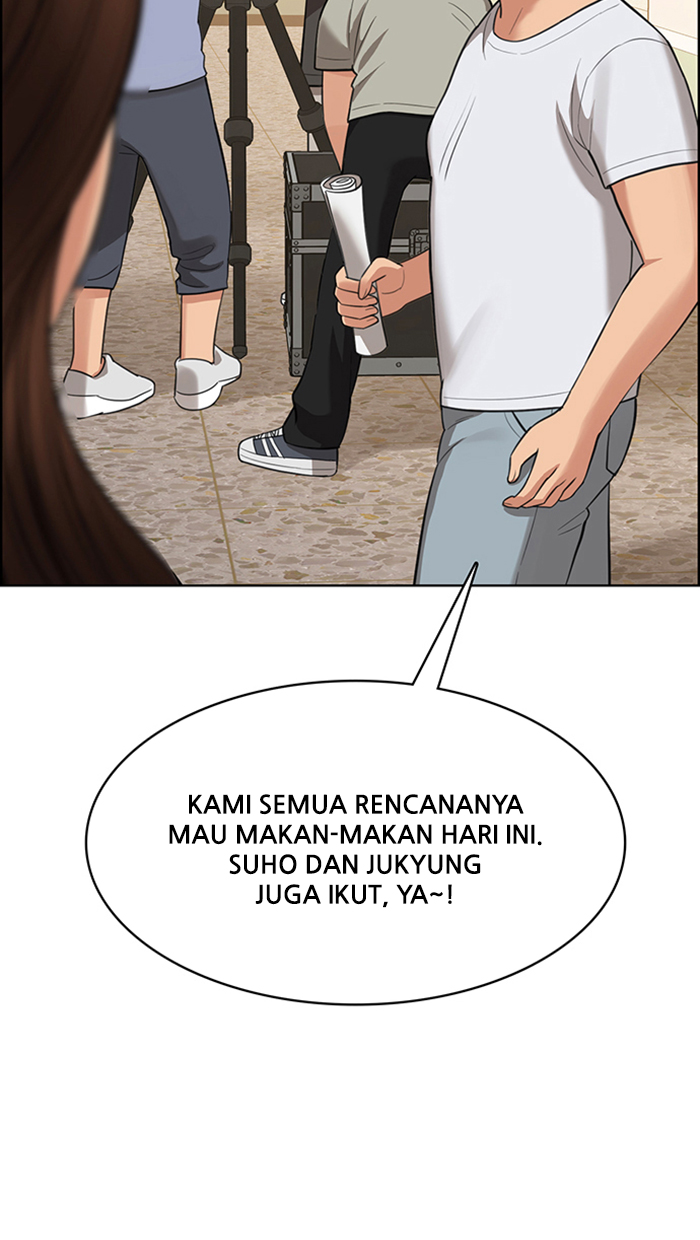 KAMI SEMUA RENCANANYA
MAU MAKAN-MAKAN HARI INI.
SUHO DAN JUKYUNG
JUGA IKUT, YA~!